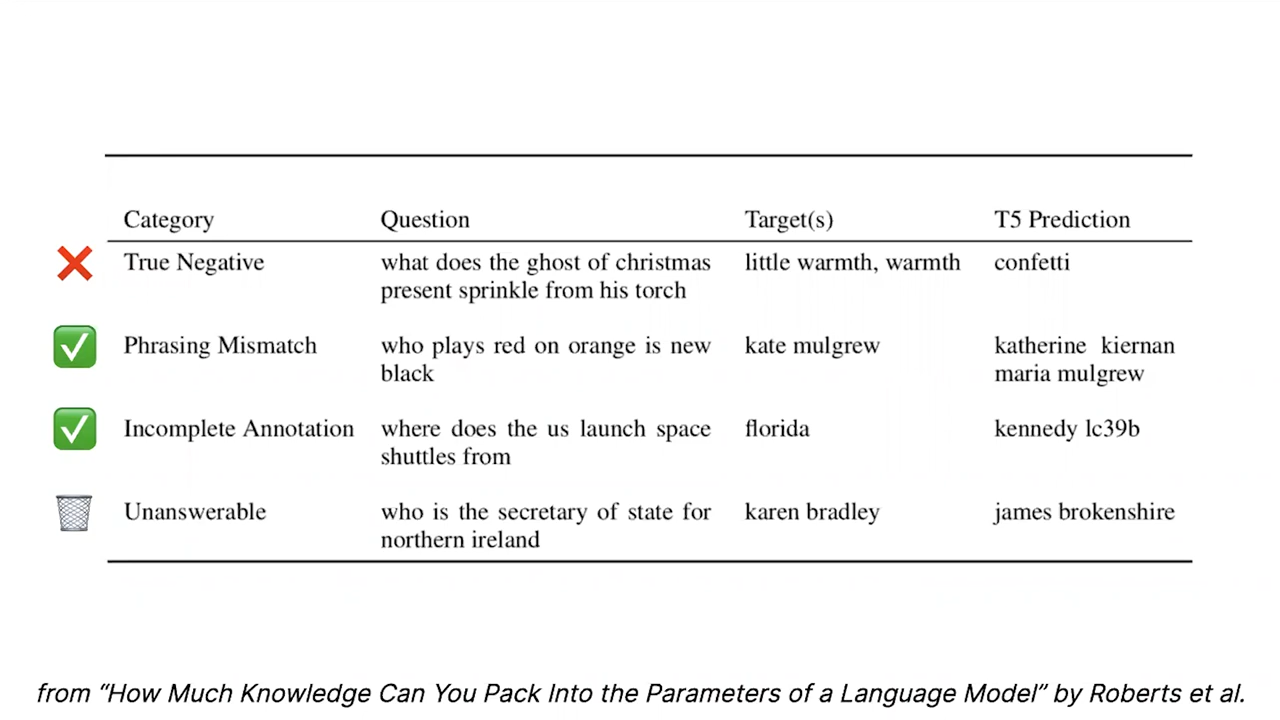 Category Question Target(s) T5 Prediction
True Negative what does the ghost of christmas little warmth, warmth confetti
present sprinkle from his torch
Phrasing Mismatch who plays red on orange is new kate mulgrew katherine kiernan
black maria mulgrew
Incomplete Annotation where does the us launch space florida kennedy lc39b
shuttles from
Unanswerable who is the secretary of state for karen bradley james brokenshire
northern ireland
from “How Much Knowledge Can You Pack Into the Parameters of a Language Model” by Roberts et al.